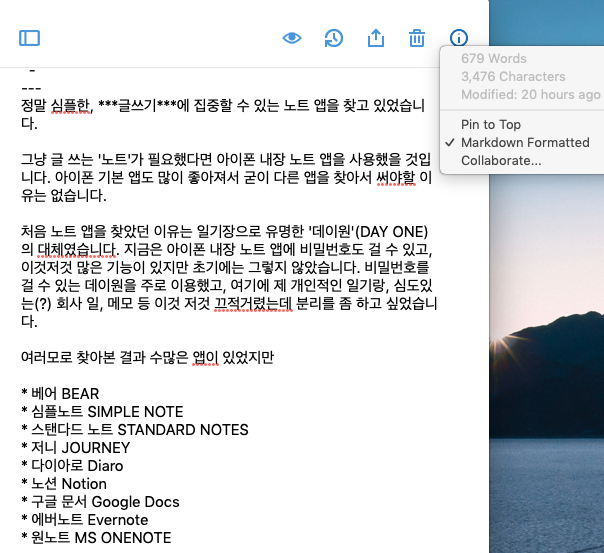 679 Words
3,476 Characters
Modified: 20 hours ago
Pin to Top
✓ Markdown Formatted
Collaborate...
-
---
정말 심플한, ***글쓰기***에 집중할 수 있는 노트 앱을 찾고 있었습니
다.
그냥 글 쓰는 '노트'가 필요했다면 아이폰 내장 노트 앱을 사용했을 것입
니다. 아이폰 기본 앱도 많이 좋아져서 굳이 다른 앱을 찾아서 써야할 이
유는 없습니다.
처음 노트 앱을 찾았던 이유는 일기장으로 유명한 '데이원'(DAY ONE)
의 대체였습니다. 지금은 아이폰 내장 노트 앱에 비밀번호도 걸 수 있고,
이것저것 많은 기능이 있지만 초기에는 그렇지 않았습니다. 비밀번호를
걸 수 있는 데이원을 주로 이용했고, 여기에 제 개인적인 일기랑, 심도있
는(?) 회사 일, 메모 등 이것 저것 끄적거렸는데 분리를 좀 하고 싶었습니
다.
여러모로 찾아본 결과 수많은 앱이 있었지만
* 베어 BEAR
* 심플노트 SIMPLE NOTE
* 스탠다드 노트 STANDARD NOTES
* 저니 JOURNEY
* 다이아로 Diaro
* 노션 Notion
* 구글 문서 Google Docs
* 에버노트 Evernote
* 원노트 MS ONENOTE